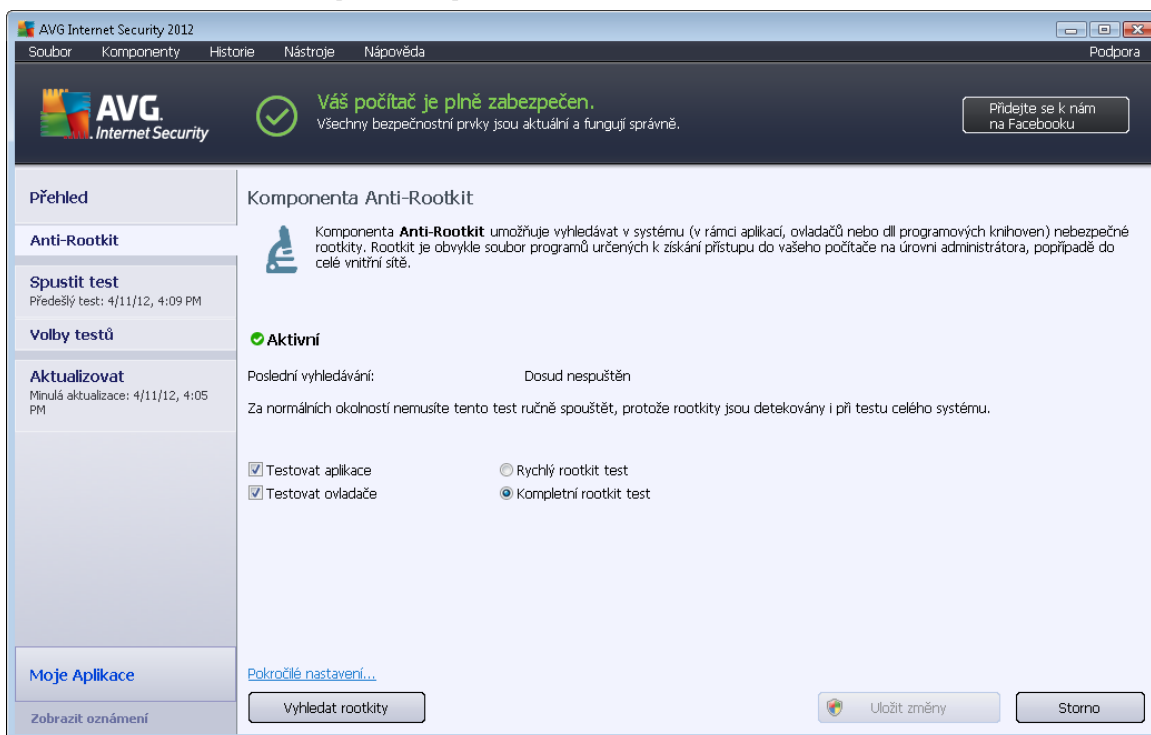 AVG Internet Security 2012
Soubor Komponenty Historie Nástroje Nápověda Podpora
AVG.
Internet Security
Váš počítač je plně zabezpečen.
Všechny bezpečnostní prvky jsou aktuální a fungují správně.
Přidejte se k nám
na Facebooku
Přehled
Anti-Rootkit
Spustit test
Předešlý test: 4/11/12, 4:09 PM
Volby testů
Aktualizovat
Minulá aktualizace: 4/11/12, 4:05
PM
Moje Aplikace
Zobrazit oznámení
Komponenta Anti-Rootkit
Komponenta Anti-Rootkit umožňuje vyhledávat v systému (v rámci aplikací, ovladačů nebo dll programových knihoven) nebezpečné
rootkity. Rootkit je obvykle soubor programů určených k získání přístupu do vašeho počítače na úrovni administrátora, popřípadě do
celé vnitřní sítě.
Aktivní
Poslední vyhledávání: Dosud nespuštěn
Za normálních okolností nemusíte tento test ručně spouštět, protože rootkity jsou detekovány i při testu celého systému.
Testovat aplikace Rychlý rootkit test
Testovat ovladače Kompletní rootkit test
Pokročilé nastavení...
Vyhledat rootkity Uložit změny Storno